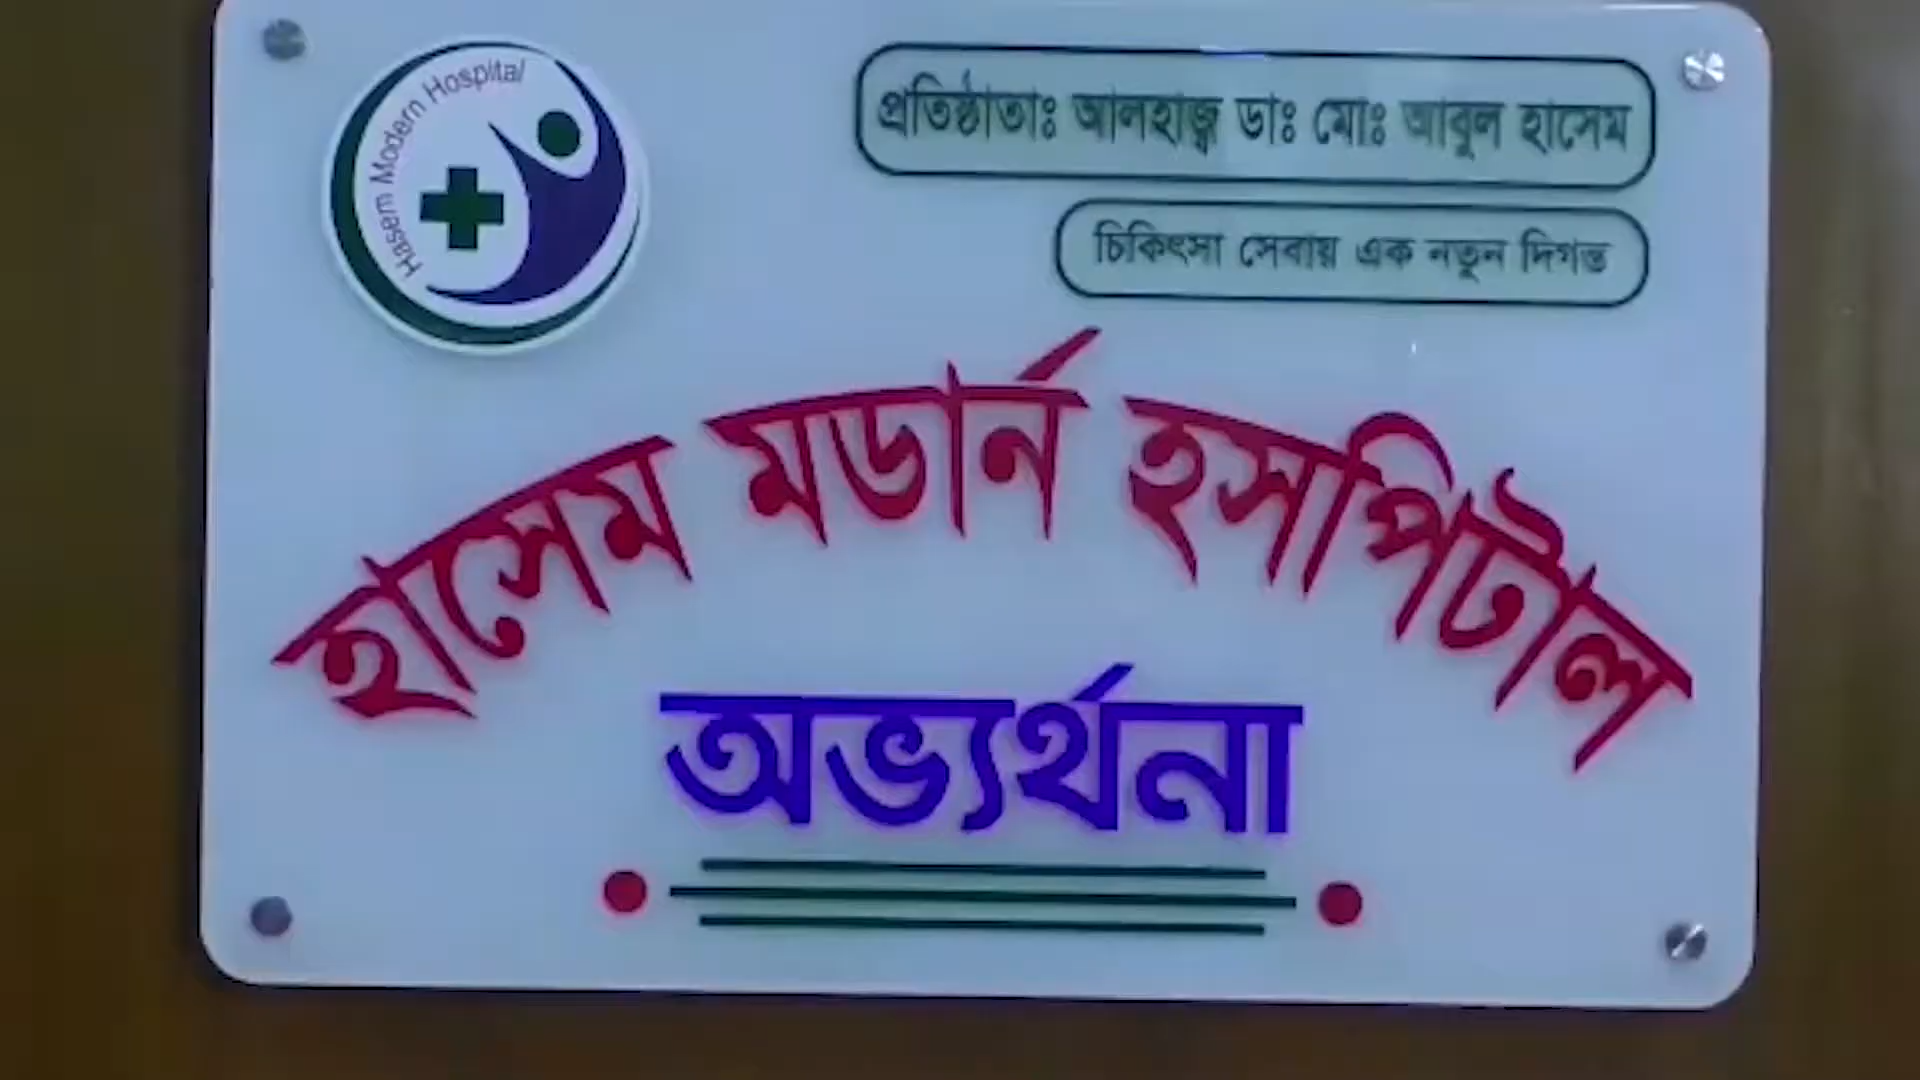 Hasem Modern Hospital
প্রতিষ্ঠাতাঃ আলহাজ্ব ডাঃ মোঃ আবুল হাসেম
চিকিৎসা সেবায় এক নতুন দিগন্ত
হাসেম মডার্ন হসপিটাল
অভ্যর্থনা